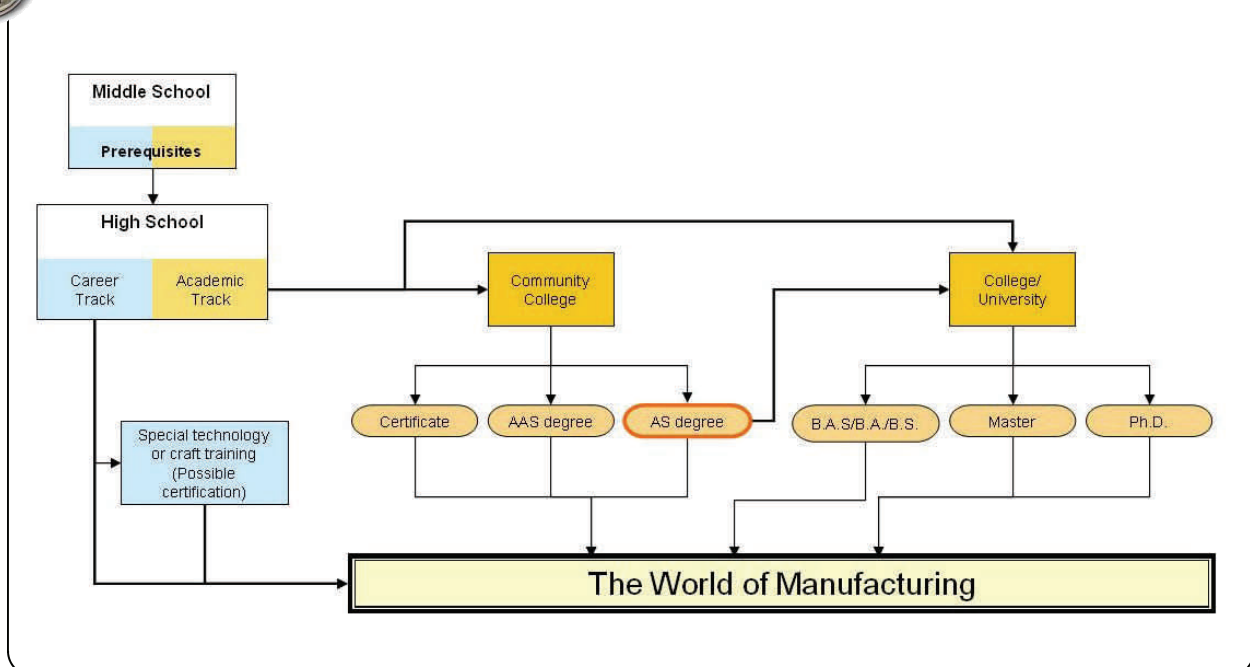 Middle School
Prerequisites
High School
Career
Track
Academic
Track
Community
College
College/
University
Certificate
AAS degree
AS degree
B.A.S/B.A./B.S.
Master
Ph.D.
Special technology
or craft training
(Possible
certification)
The World of Manufacturing